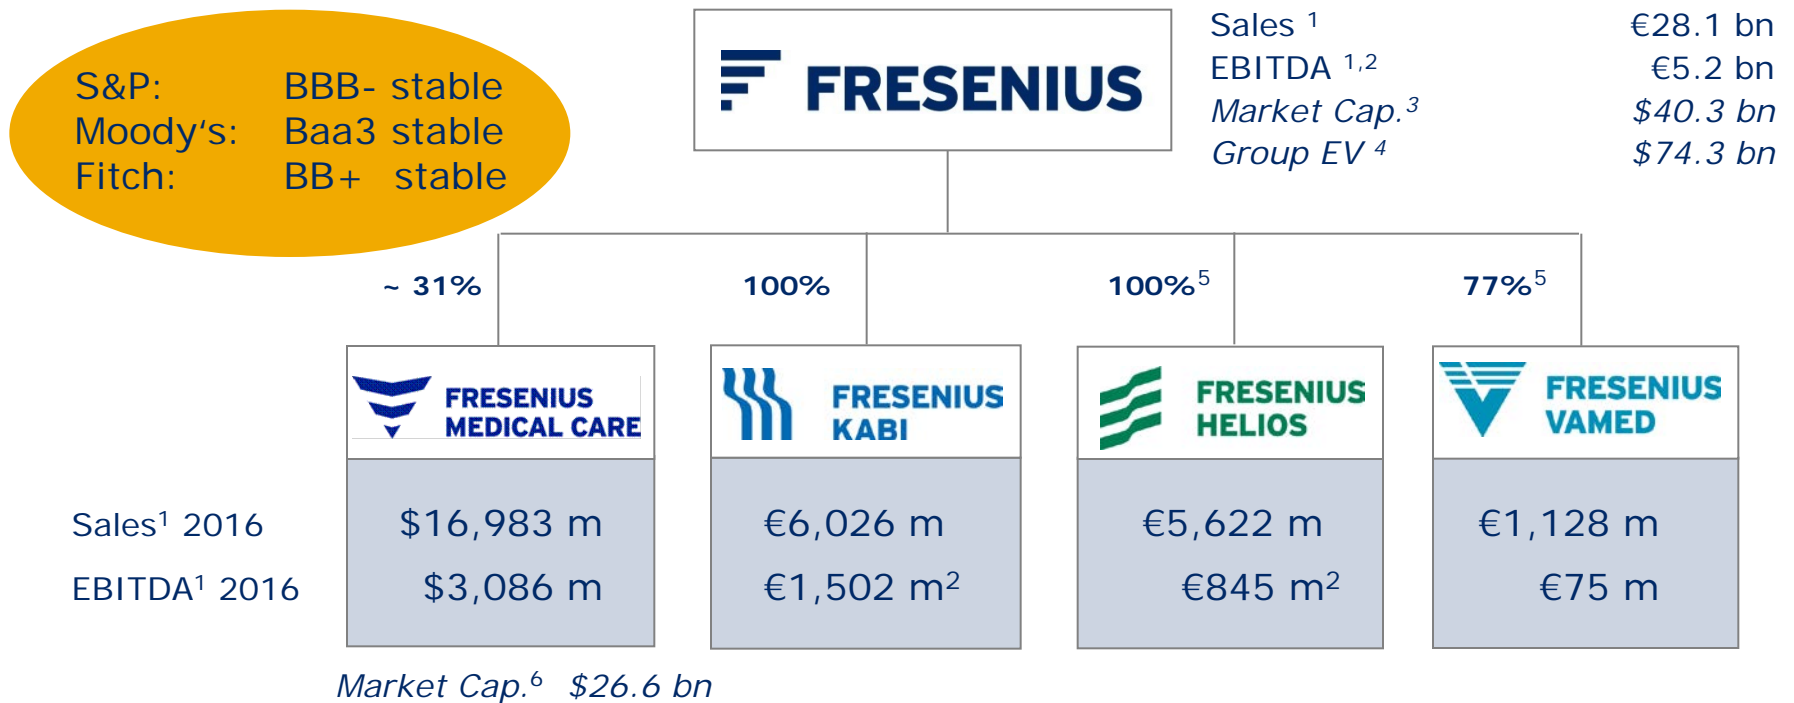 S&P: BBB- stable
Moody‘s: Baa3 stable
Fitch: BB+ stable
FRESENIUS
Sales ¹ €28.1 bn
EBITDA ¹,² €5.2 bn
Market Cap.³ $40.3 bn
Group EV ⁴ $74.3 bn
~ 31% 100% 100%⁵ 77%⁵
FRESENIUS
MEDICAL CARE
FRESENIUS
KABI
FRESENIUS
HELIOS
FRESENIUS
VAMED
Sales¹ 2016 $16,983 m €6,026 m €5,622 m €1,128 m
EBITDA¹ 2016 $3,086 m €1,502 m² €845 m² €75 m
Market Cap.⁶ $26.6 bn